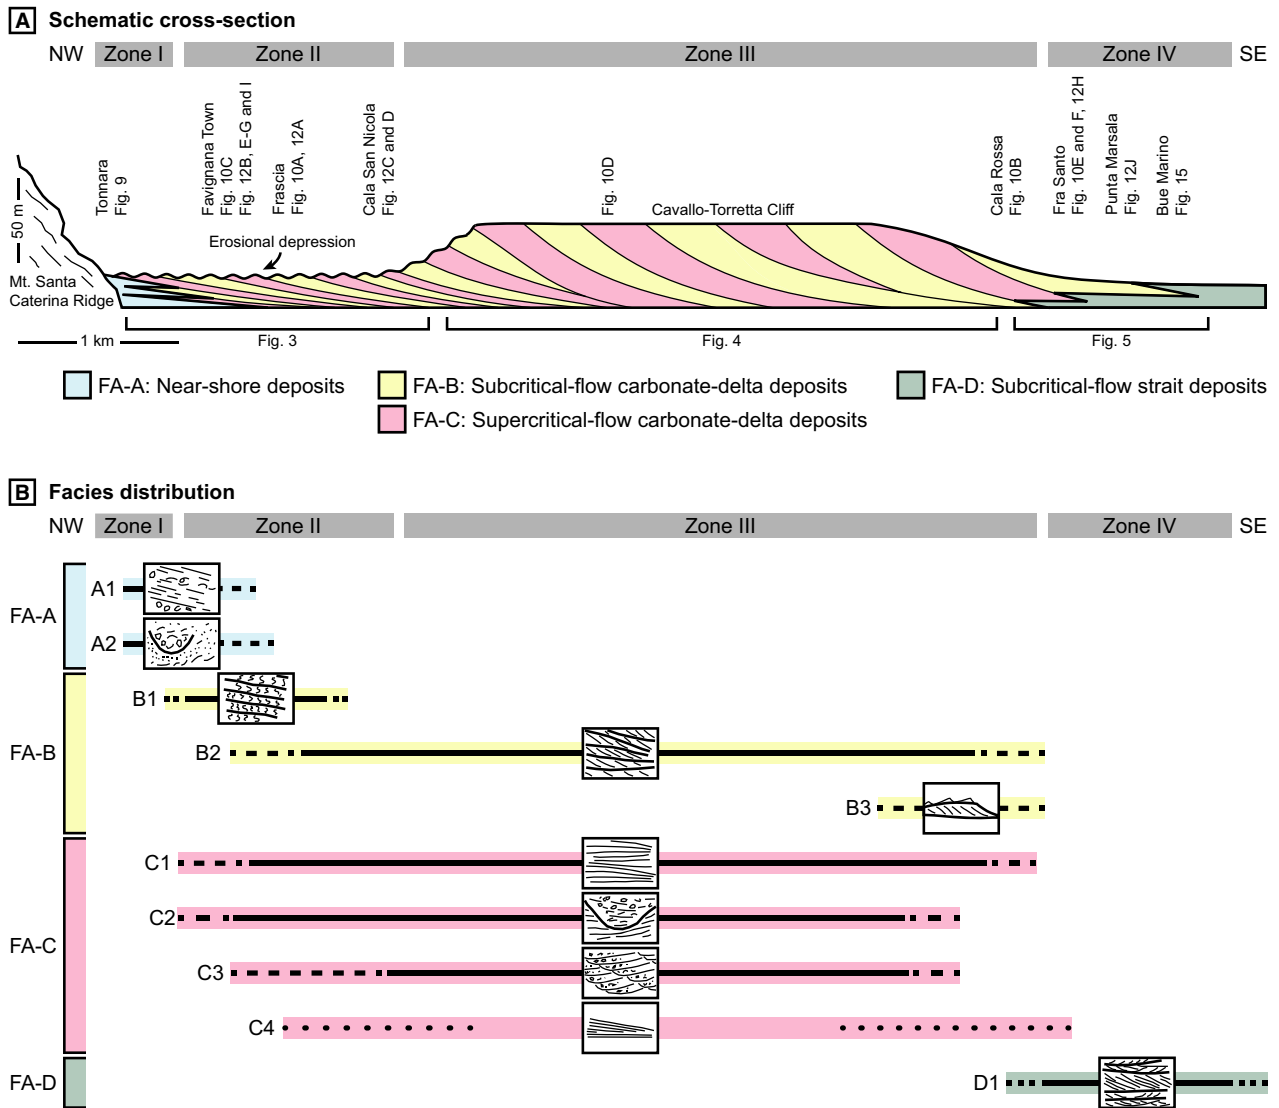 A Schematic cross-section
NW Zone I Zone II Zone III Zone IV SE
Tonnara
Fig. 9
Favignana Town
Fig. 10C
Fig. 12B, E-G and I
Frascia
Fig. 10A, 12A
Cala San Nicola
Fig. 12C and D
Fig. 10D
Cala Rossa
Fig. 10B
Fra Santo
Fig. 10E and F, 12H
Punta Marsala
Fig. 12J
Bue Marino
Fig. 15
50 m
Cavallo-Torretta Cliff
Erosional depression
Mt. Santa
Caterina Ridge
1 km
Fig. 3
Fig. 4
Fig. 5
FA-A: Near-shore deposits
FA-B: Subcritical-flow carbonate-delta deposits
FA-C: Supercritical-flow carbonate-delta deposits
FA-D: Subcritical-flow strait deposits
B Facies distribution
NW Zone I Zone II Zone III Zone IV SE
FA-A
A1
A2
FA-B
B1
B2
B3
FA-C
C1
C2
C3
C4
FA-D
D1